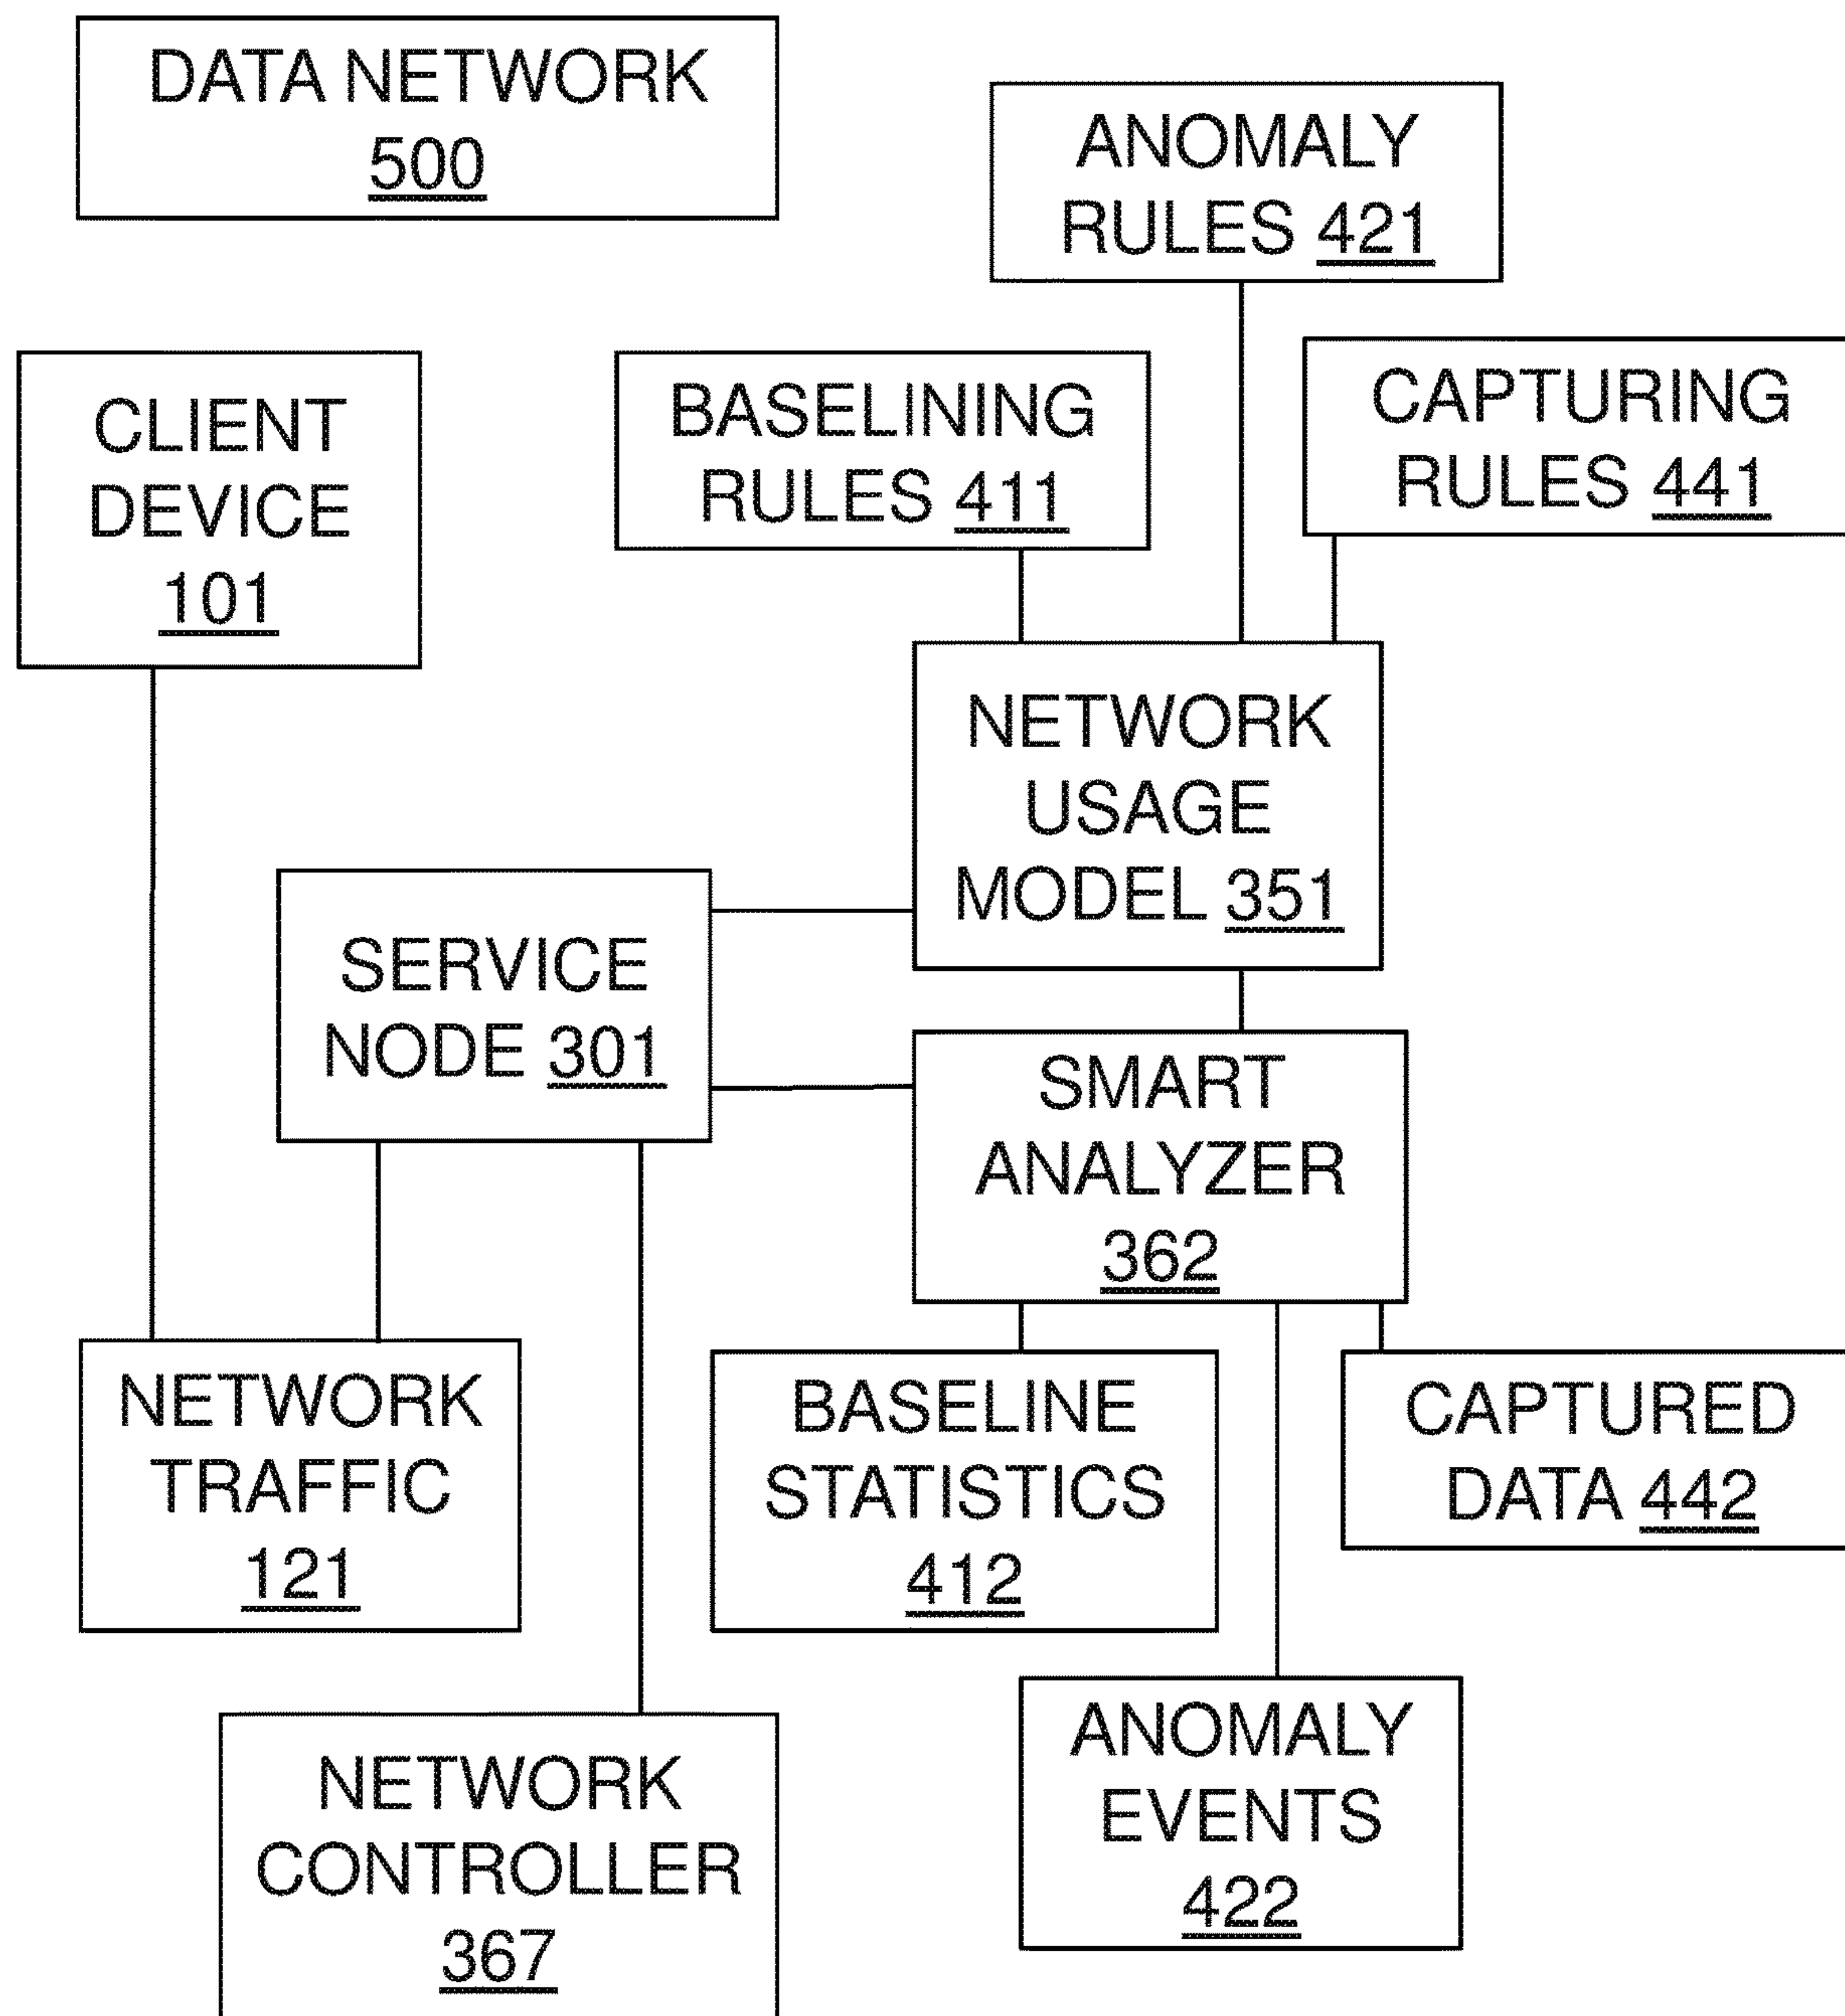 DATA NETWORK
500
ANOMALY
RULES 421
CLIENT
DEVICE
101
BASELINING
RULES 411
CAPTURING
RULES 441
NETWORK
USAGE
MODEL 351
SERVICE
NODE 301
SMART
ANALYZER
362
NETWORK
TRAFFIC
121
BASELINE
STATISTICS
412
CAPTURED
DATA 442
NETWORK
CONTROLLER
367
ANOMALY
EVENTS
422